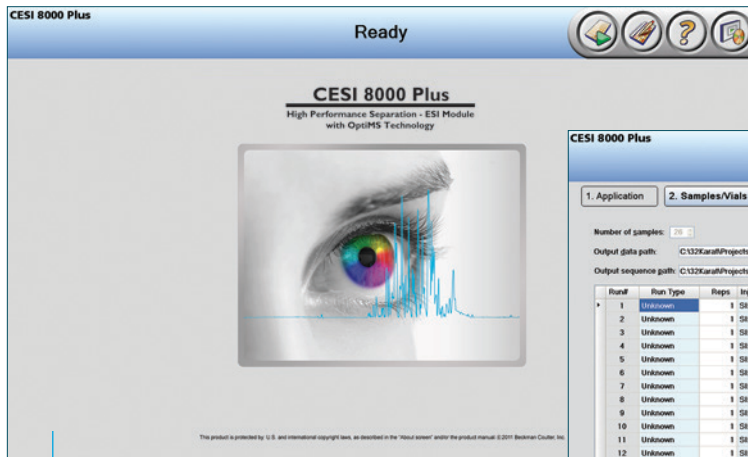 CESI 8000 Plus
Ready
CESI 8000 Plus
High Performance Separation - ESI Module
with OptiMS Technology
This product is protected by U.S. and international copyright laws, as described in the "About screen" and/or the product manual ©2011 Beckman Coulter, Inc.
CESI 8000 Plus
1. Application 2. Samples/Vials
Number of samples: 26
Output data path: C:\32Karat\Projects
Output sequence path: C:\32Karat\Projects
Run# Run Type Reps
1 Unknown 1
2 Unknown 1
3 Unknown 1
4 Unknown 1
5 Unknown 1
6 Unknown 1
7 Unknown 1
8 Unknown 1
9 Unknown 1
10 Unknown 1
11 Unknown 1
12 Unknown 1